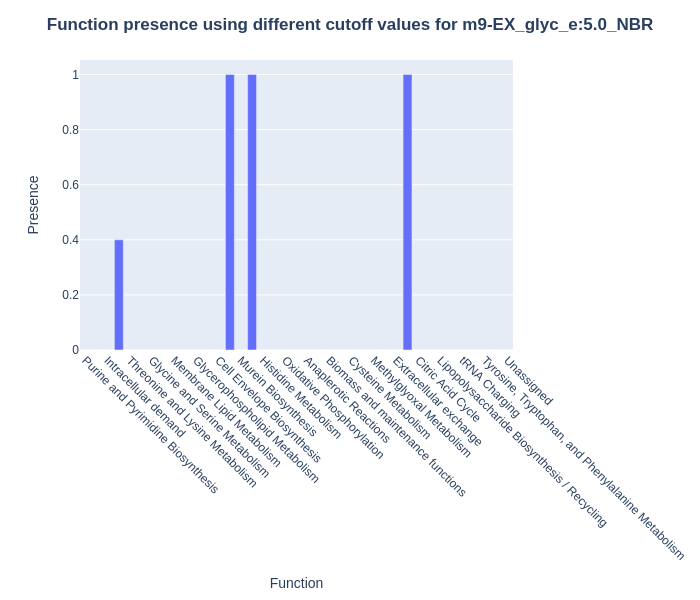 Function presence using different cutoff values for m9-EX_glyc_e:5.0_NBR
1
0.8
0.6
0.4
0.2
0
Presence
Purine and Pyrimidine Biosynthesis
Intracellular demand
Threonine and Lysine Metabolism
Glycine and Serine Metabolism
Membrane Lipid Metabolism
Glycerophospholipid Metabolism
Cell Envelope Biosynthesis
Murein Biosynthesis
Histidine Metabolism
Oxidative Phosphorylation
Anaplerotic Reactions
Biomass and maintenance functions
Cysteine Metabolism
Methylglyoxal Metabolism
Extracellular exchange
Citric Acid Cycle
Lipopolysaccharide Biosynthesis / Recycling
tRNA Charging
Tyrosine, Tryptophan, and Phenylalanine Metabolism
Unassigned
Function